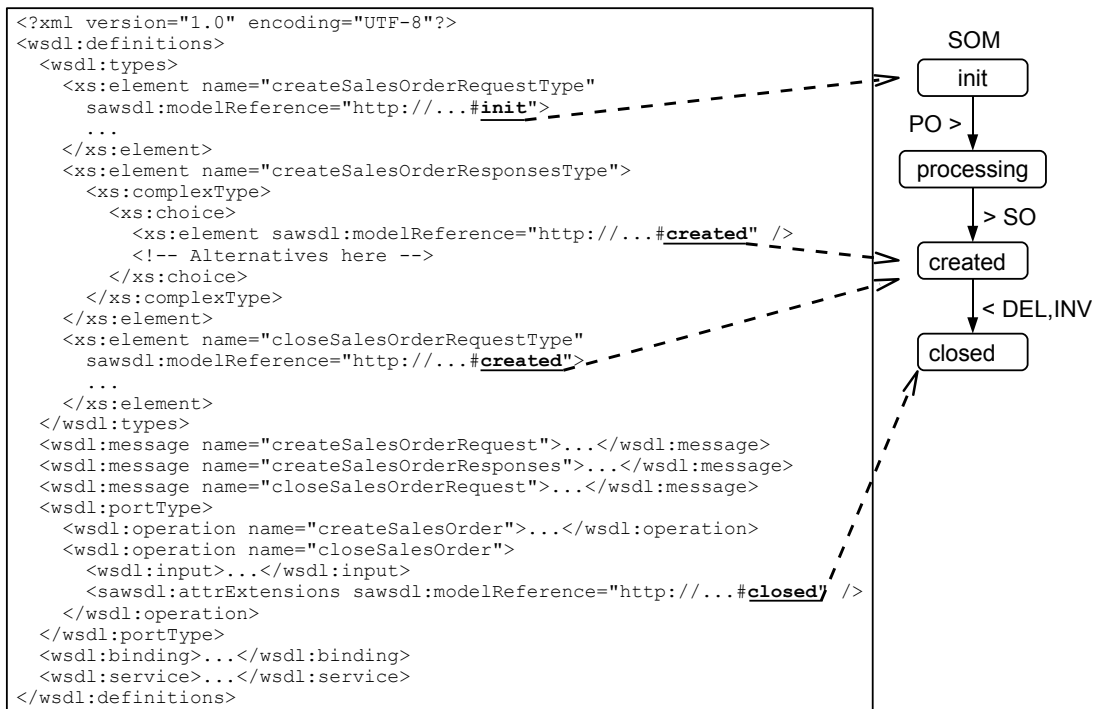 <?xml version="1.0" encoding="UTF-8"?>
<wsdl:definitions>
  <wsdl:types>
    <xs:element name="createSalesOrderRequestType"
      sawsdl:modelReference="http://...#init">
      ...
    </xs:element>
    <xs:element name="createSalesOrderResponsesType">
      <xs:complexType>
        <xs:choice>
          <xs:element sawsdl:modelReference="http://...#created" />
          <!-- Alternatives here -->
        </xs:choice>
      </xs:complexType>
    </xs:element>
    <xs:element name="closeSalesOrderRequestType"
      sawsdl:modelReference="http://...#created">
      ...
    </xs:element>
  </wsdl:types>
  <wsdl:message name="createSalesOrderRequest">...</wsdl:message>
  <wsdl:message name="createSalesOrderResponses">...</wsdl:message>
  <wsdl:message name="closeSalesOrderRequest">...</wsdl:message>
  <wsdl:portType>
    <wsdl:operation name="createSalesOrder">...</wsdl:operation>
    <wsdl:operation name="closeSalesOrder">
      <wsdl:input>...</wsdl:input>
      <sawsdl:attrExtensions sawsdl:modelReference="http://...#closed" />
    </wsdl:operation>
  </wsdl:portType>
  <wsdl:binding>...</wsdl:binding>
  <wsdl:service>...</wsdl:service>
</wsdl:definitions>
SOM
init
PO >
processing
> SO
created
< DEL,INV
closed